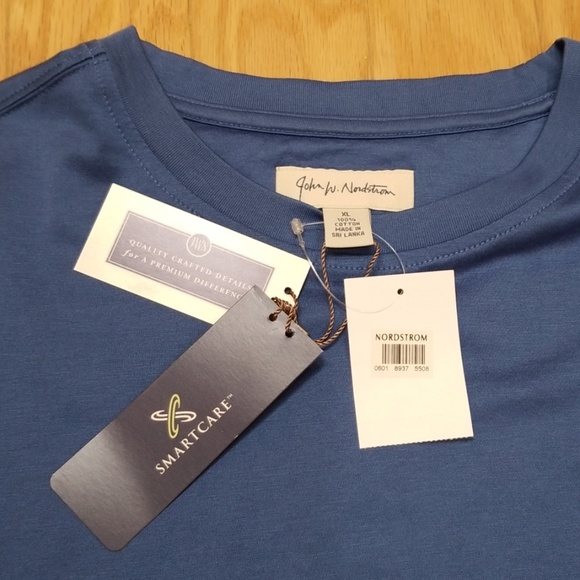 John W. Nordstrom
XL
100%
COTTON
MADE IN
SRI LANKA
JWN
QUALITY CRAFTED DETAILS
for A PREMIUM DIFFERENCE
SMARTCARE™
NORDSTROM
0601 8937 5508